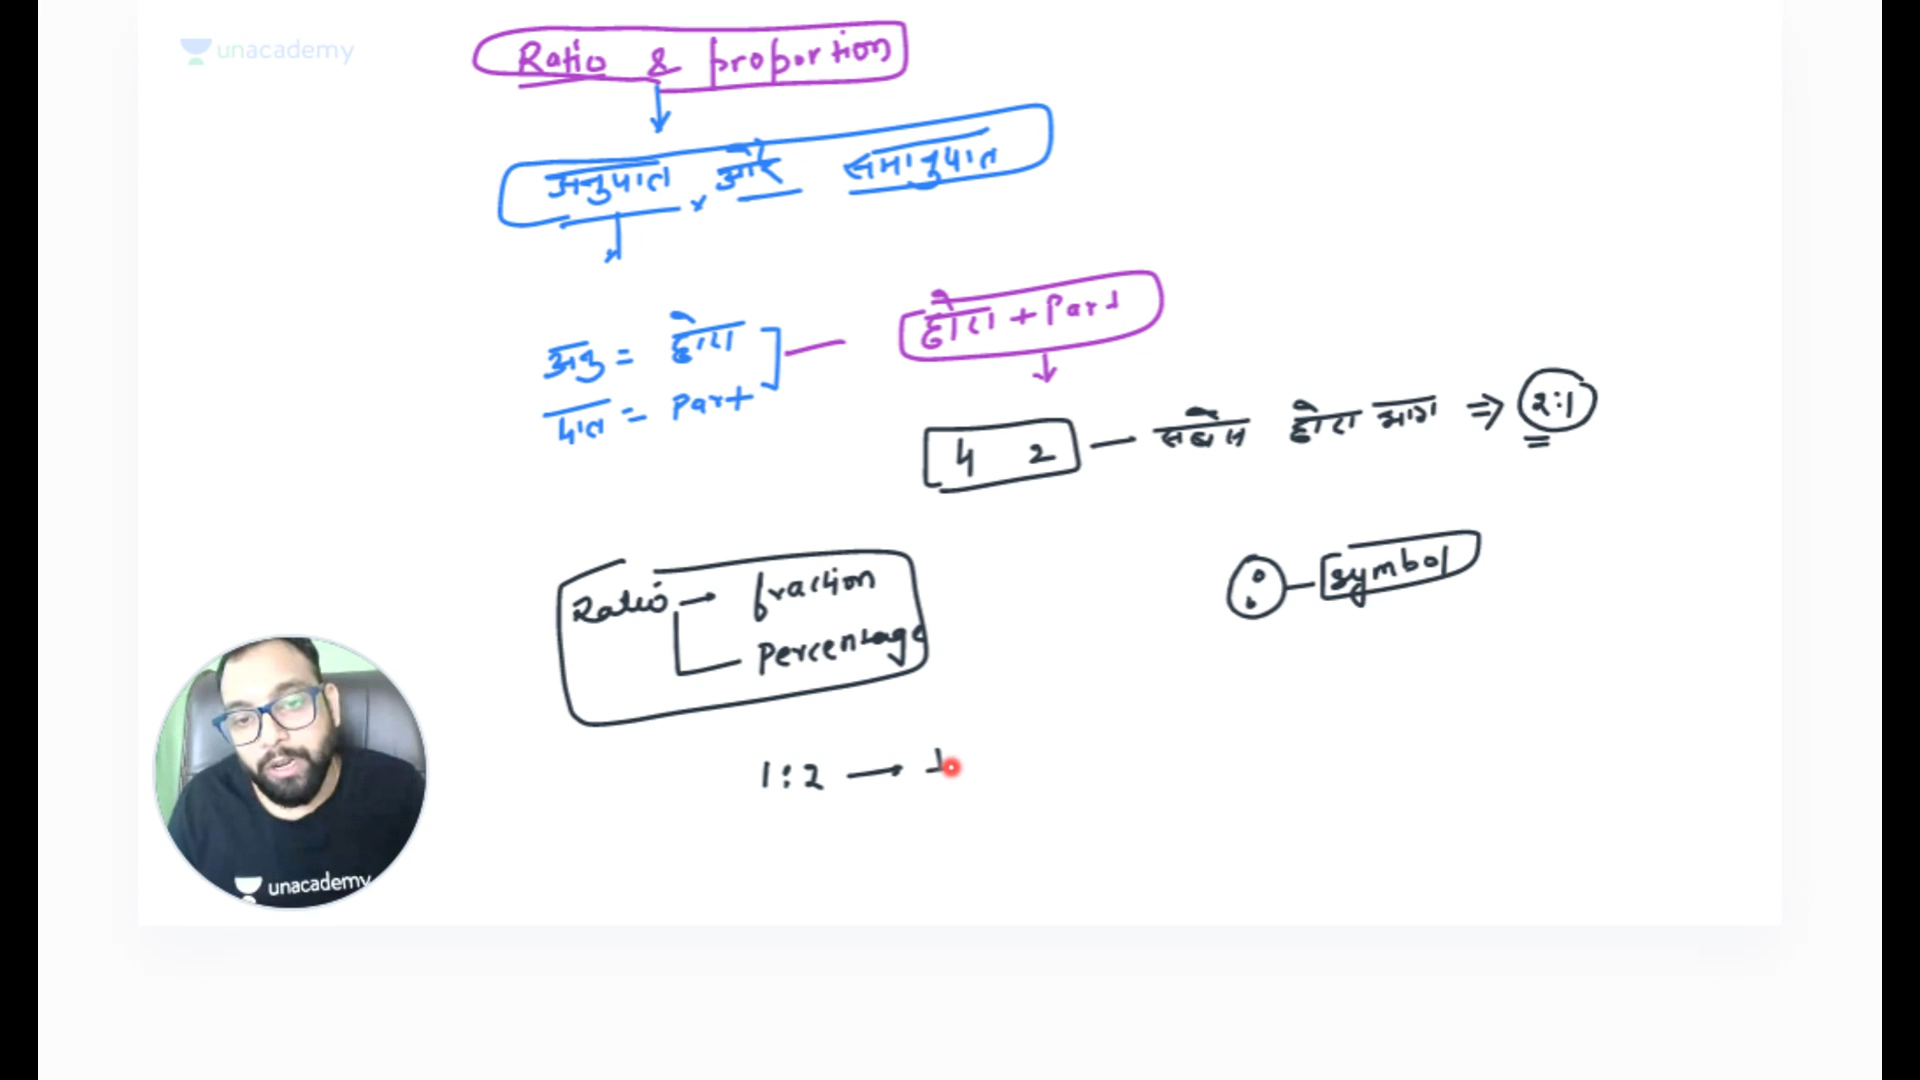 unacademy
Ratio & proportion
अनुपात और समानुपात
अनु = छोटा
पात = Part
छोटा + Part
4 2 — सबसे छोटा भाग ⇒ 2:1
Ratio → fraction
Percentage
: — symbol
1:2 → 1
unacademy